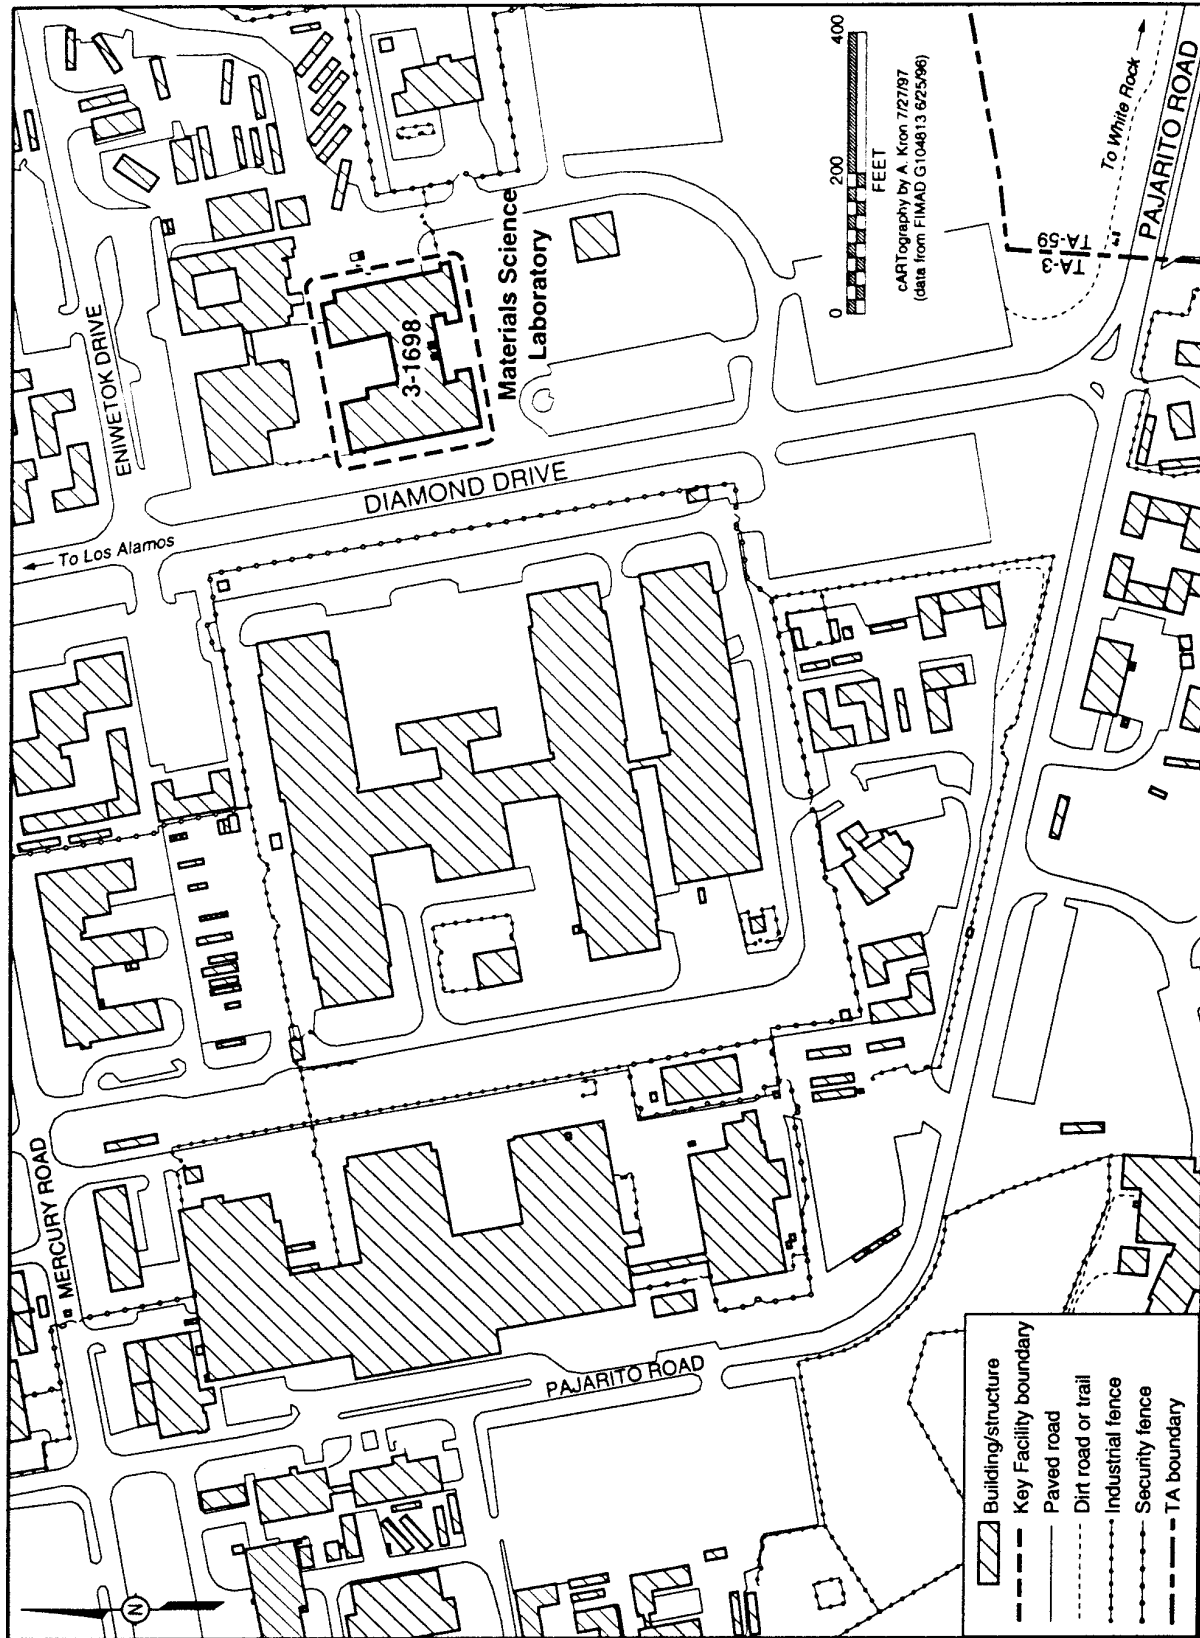 ENIWETOK DRIVE
To Los Alamos
DIAMOND DRIVE
3-1698
Materials Science
Laboratory
MERCURY ROAD
PAJARITO ROAD
0 200 400
FEET
cARTography by A. Kron 7/27/97
(data from FIMAD G104813 6/25/96)
TA-3
TA-59
To White Rock
PAJARITO ROAD
N
Building/structure
Key Facility boundary
Paved road
Dirt road or trail
Industrial fence
Security fence
TA boundary